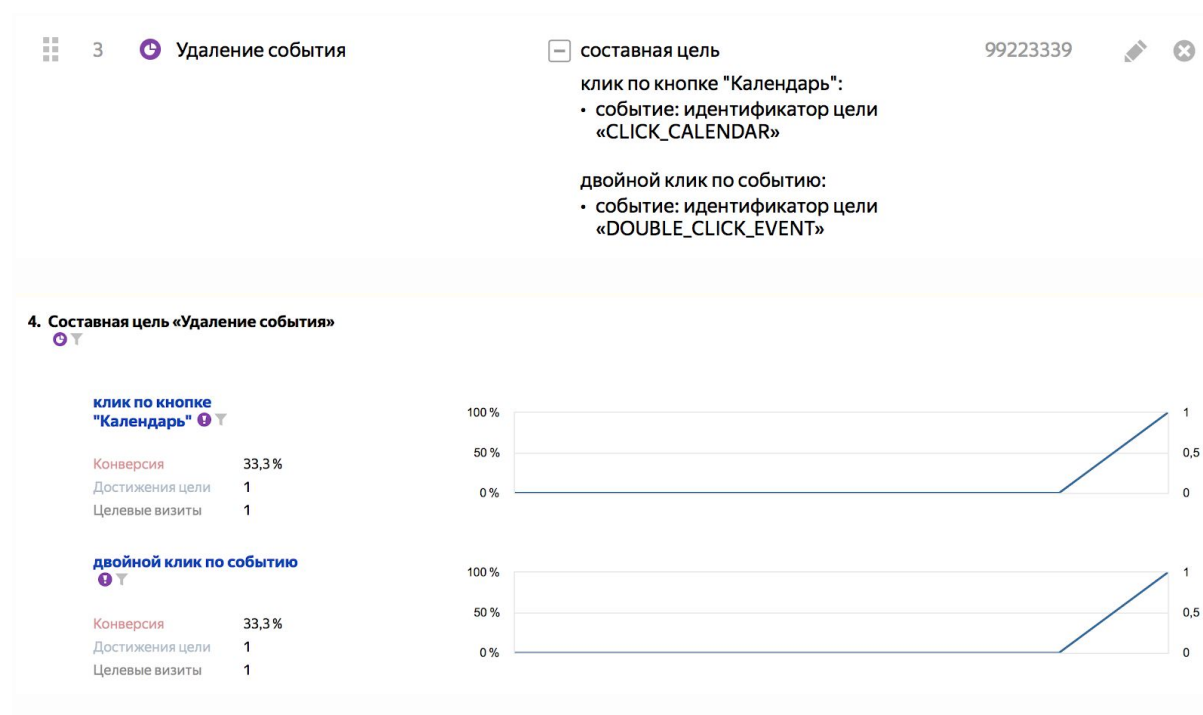 3 Удаление события составная цель 99223339
клик по кнопке "Календарь":
• событие: идентификатор цели
«CLICK_CALENDAR»
двойной клик по событию:
• событие: идентификатор цели
«DOUBLE_CLICK_EVENT»
4. Составная цель «Удаление события»
клик по кнопке
"Календарь"
Конверсия 33,3 %
Достижения цели 1
Целевые визиты 1
100 % 1
50 % 0,5
0 % 0
двойной клик по событию
Конверсия 33,3 %
Достижения цели 1
Целевые визиты 1
100 % 1
50 % 0,5
0 % 0